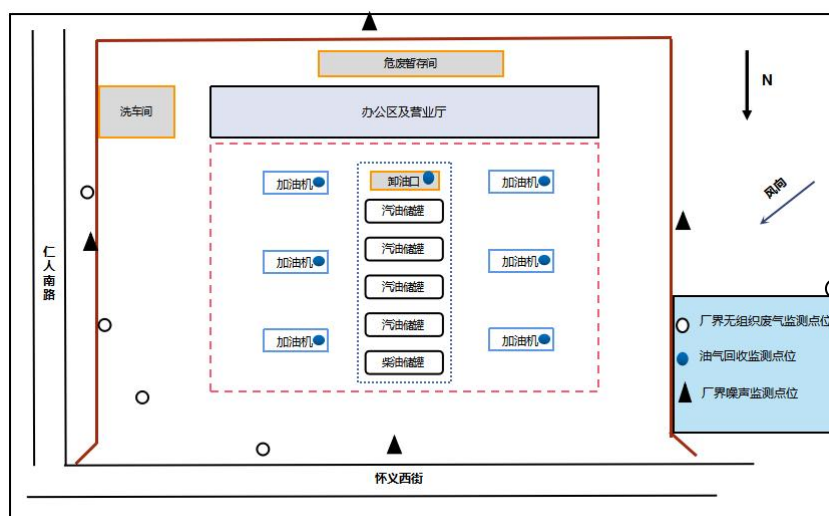 危废暂存间
洗车间
办公区及营业厅
N
加油机
卸油口
加油机
汽油储罐
风向
汽油储罐
仁人南路
加油机
加油机
汽油储罐
汽油储罐
厂界无组织废气监测点位
加油机
加油机
柴油储罐
油气回收监测点位
厂界噪声监测点位
怀义西街